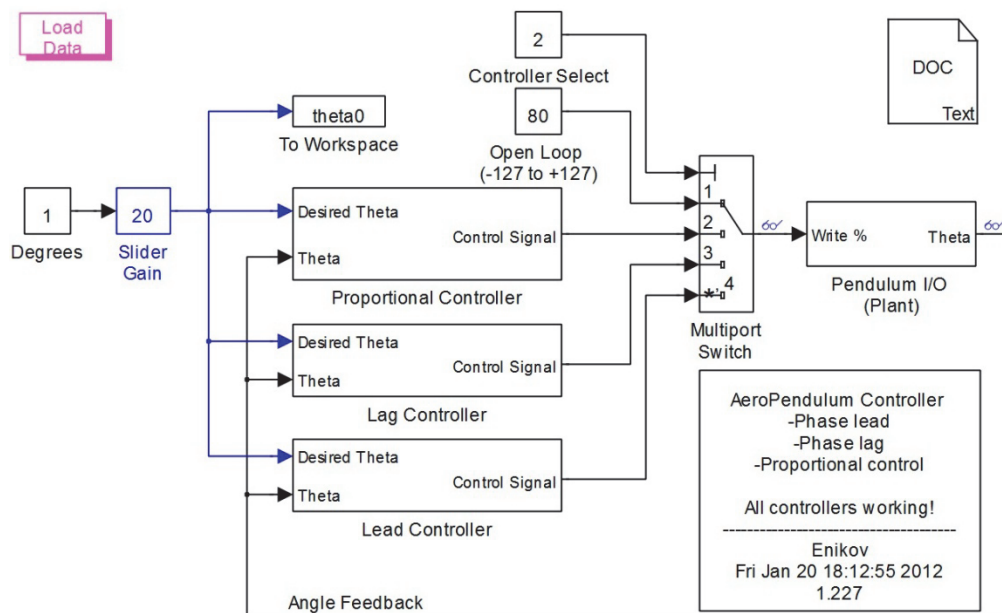 Load
Data
2
Controller Select
DOC
Text
theta0
To Workspace
80
Open Loop
(-127 to +127)
1
Degrees
20
Slider
Gain
Desired Theta
Theta
Control Signal
Proportional Controller
Desired Theta
Theta
Control Signal
Lag Controller
Desired Theta
Theta
Control Signal
Lead Controller
Angle Feedback
1
2
3
*, 4
Multiport
Switch
Write %
Theta
Pendulum I/O
(Plant)
AeroPendulum Controller
-Phase lead
-Phase lag
-Proportional control
All controllers working!
----------------------------------------
Enikov
Fri Jan 20 18:12:55 2012
1.227